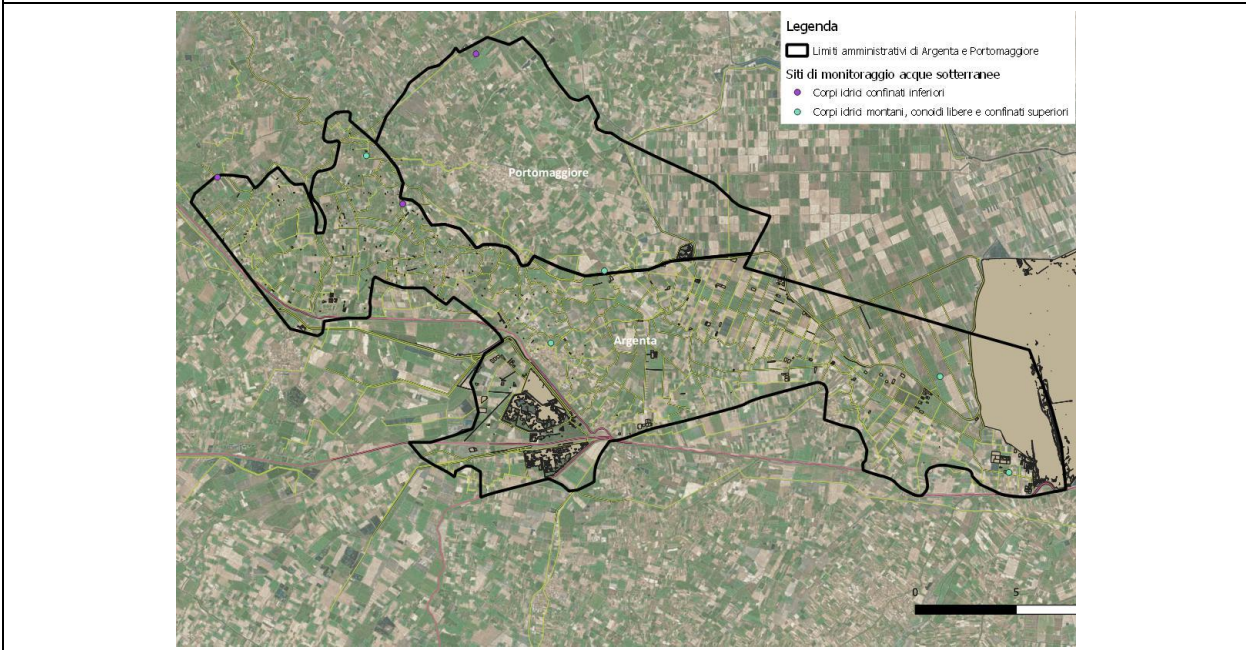 Legenda
Limiti amministrativi di Argenta e Portomaggiore
Siti di monitoraggio acque sotterranee
Corpi idrici confinati inferiori
Corpi idrici montani, conoidi libere e confinati superiori
Portomaggiore
Argenta
0 5